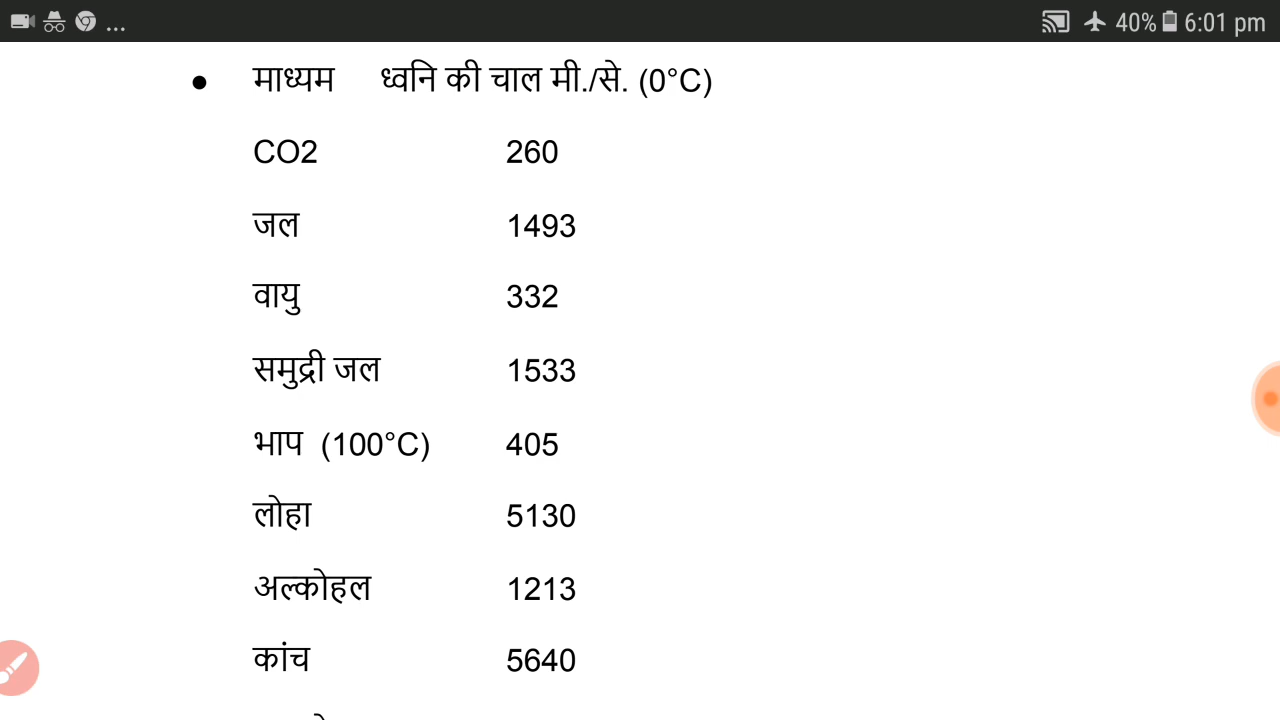 ... 40% 6:01 pm
● माध्यम ध्वनि की चाल मी./से. (0°C)
CO2 260
जल 1493
वायु 332
समुद्री जल 1533
भाप (100°C) 405
लोहा 5130
अल्कोहल 1213
कांच 5640